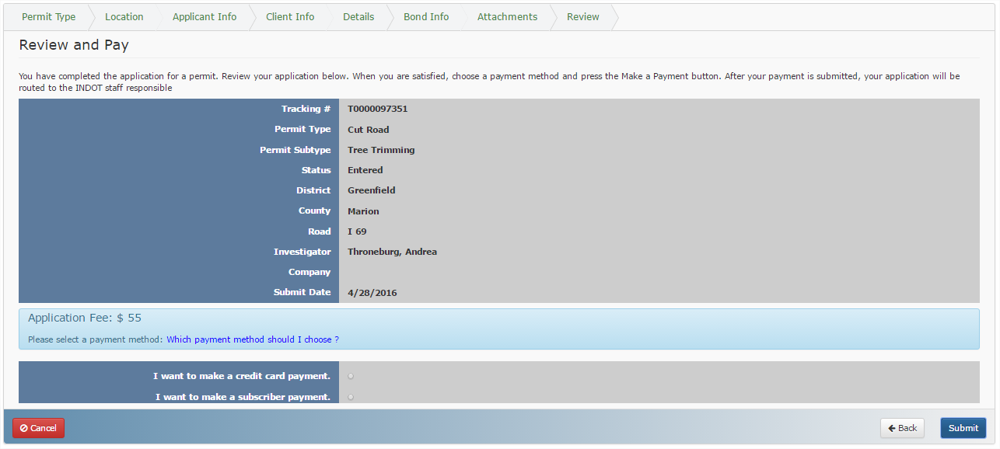 Permit Type Location Applicant Info Client Info Details Bond Info Attachments Review
Review and Pay
You have completed the application for a permit. Review your application below. When you are satisfied, choose a payment method and press the Make a Payment button. After your payment is submitted, your application will be
routed to the INDOT staff responsible
Tracking # T0000097351
Permit Type Cut Road
Permit Subtype Tree Trimming
Status Entered
District Greenfield
County Marion
Road I 69
Investigator Throneburg, Andrea
Company
Submit Date 4/28/2016
Application Fee: $ 55
Please select a payment method: Which payment method should I choose ?
I want to make a credit card payment.
I want to make a subscriber payment.
Cancel Back Submit